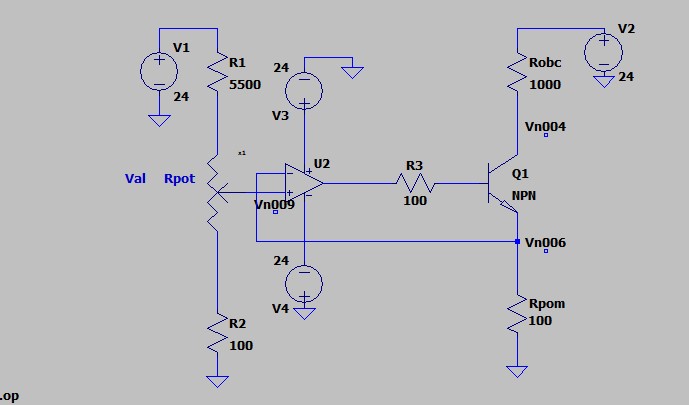 V2
V1
Robc
R1
24
24
5500
1000
24
V3
Vn004
x1
U2
R3
Q1
Val Rpot
NPN
100
Vn009
Vn006
24
V4
Rpom
R2
100
100
.op